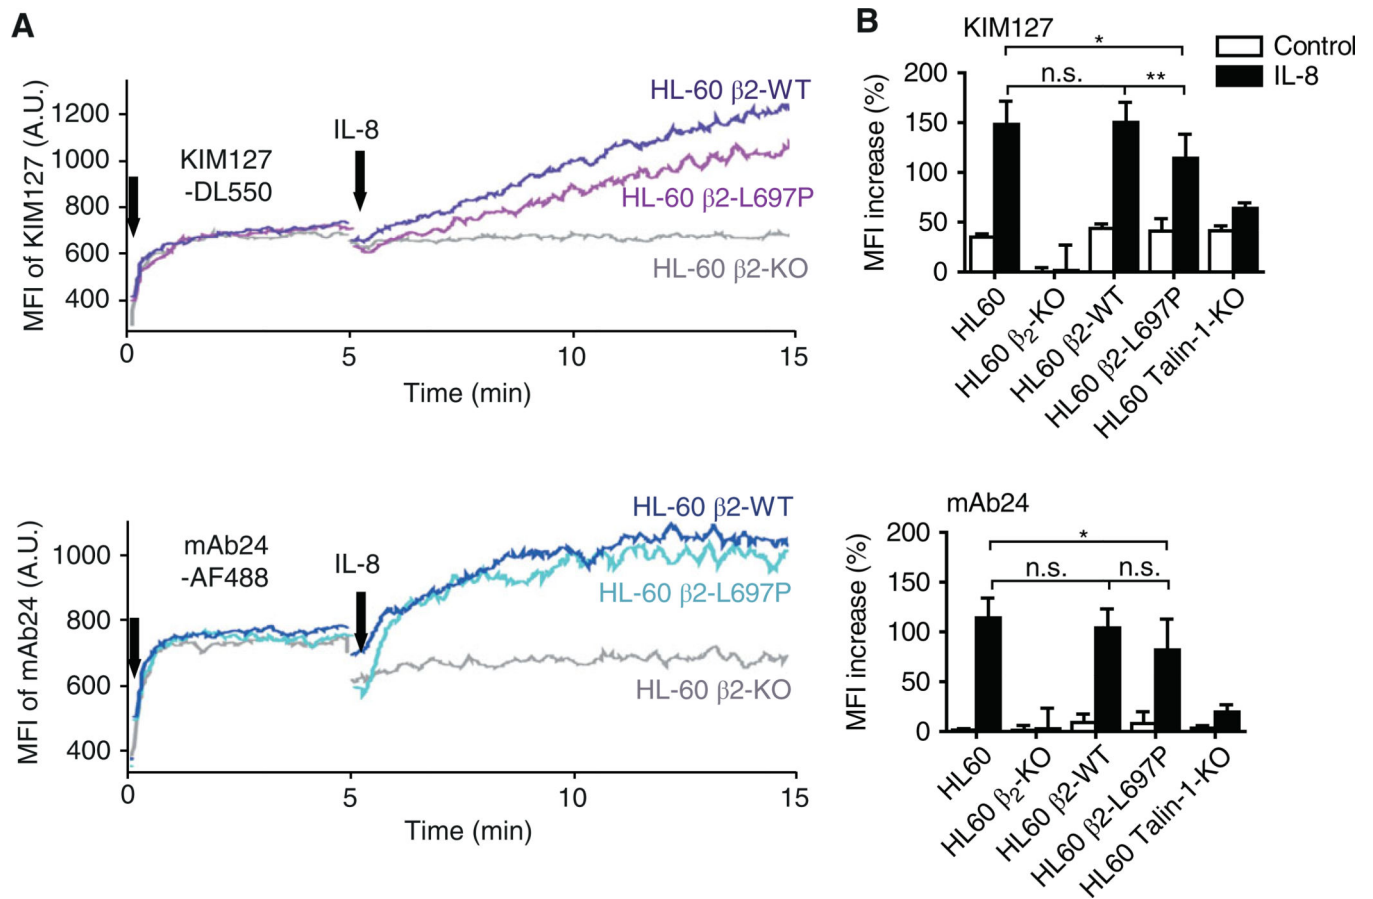 A
MFI of KIM127 (A.U.)
1200
1000
800
600
400
KIM127
-DL550
IL-8
HL-60 β2-WT
HL-60 β2-L697P
HL-60 β2-KO
0
5
10
15
Time (min)
MFI of mAb24 (A.U.)
1000
800
600
400
mAb24
-AF488
IL-8
HL-60 β2-WT
HL-60 β2-L697P
HL-60 β2-KO
0
5
10
15
Time (min)
B
KIM127
Control
IL-8
*
n.s.
**
MFI increase (%)
200
150
100
50
0
HL60
HL60 β₂-KO
HL60 β2-WT
HL60 β2-L697P
HL60 Talin-1-KO
mAb24
*
n.s.
n.s.
MFI increase (%)
200
150
100
50
0
HL60
HL60 β₂-KO
HL60 β2-WT
HL60 β2-L697P
HL60 Talin-1-KO